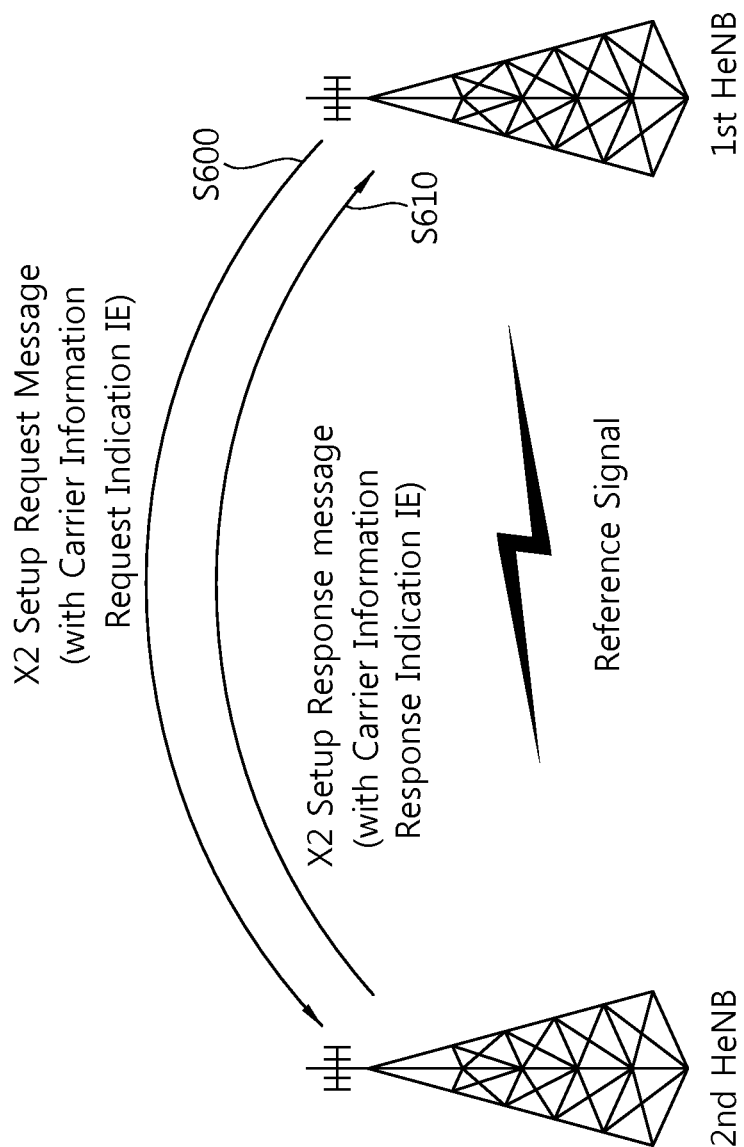 X2 Setup Request Message
(with Carrier Information
Request Indication IE)
S600
S610
X2 Setup Response message
(with Carrier Information
Response Indication IE)
Reference Signal
2nd HeNB
1st HeNB